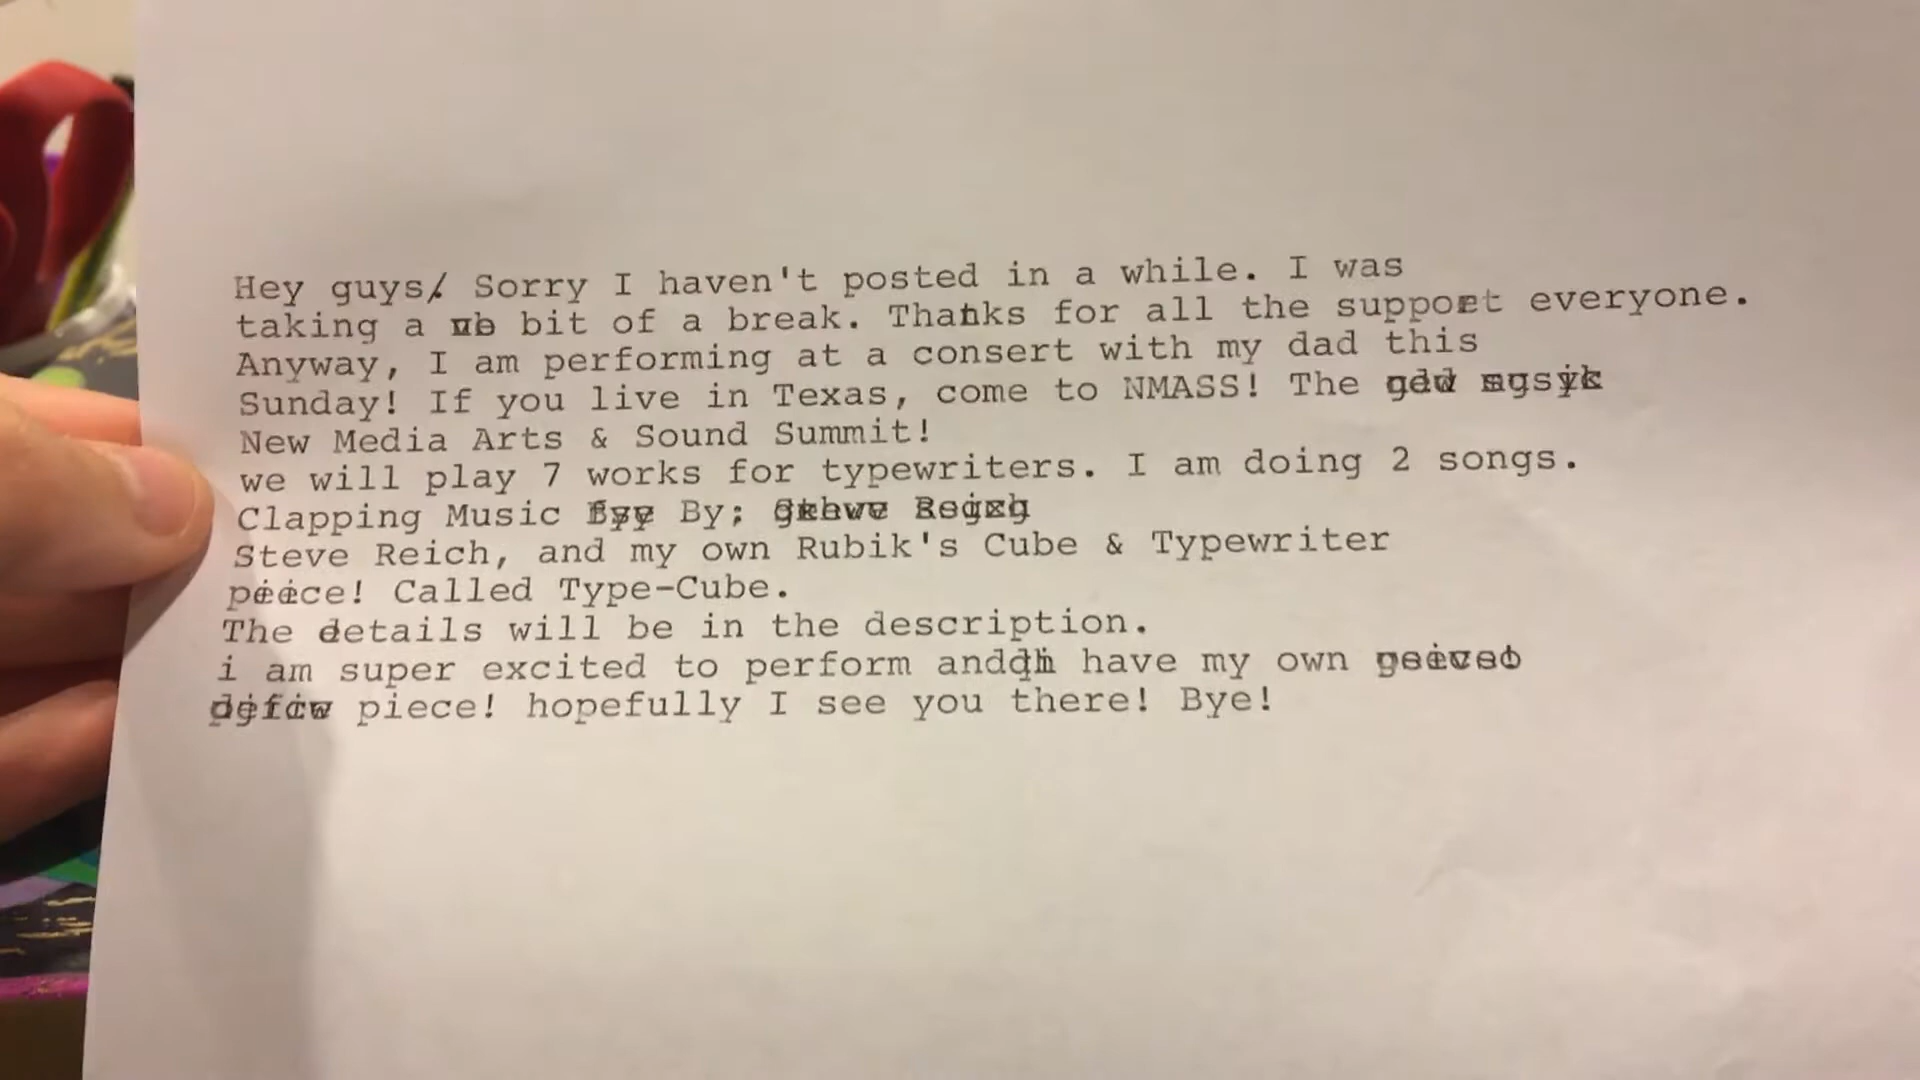 Hey guys! Sorry I haven't posted in a while. I was
taking a bit of a break. Thanks for all the support everyone.
Anyway, I am performing at a consert with my dad this
Sunday! If you live in Texas, come to NMASS! The
New Media Arts & Sound Summit!
we will play 7 works for typewriters. I am doing 2 songs.
Clapping Music By;
Steve Reich, and my own Rubik's Cube & Typewriter
piece! Called Type-Cube.
The details will be in the description.
i am super excited to perform and have my own
piece! hopefully I see you there! Bye!